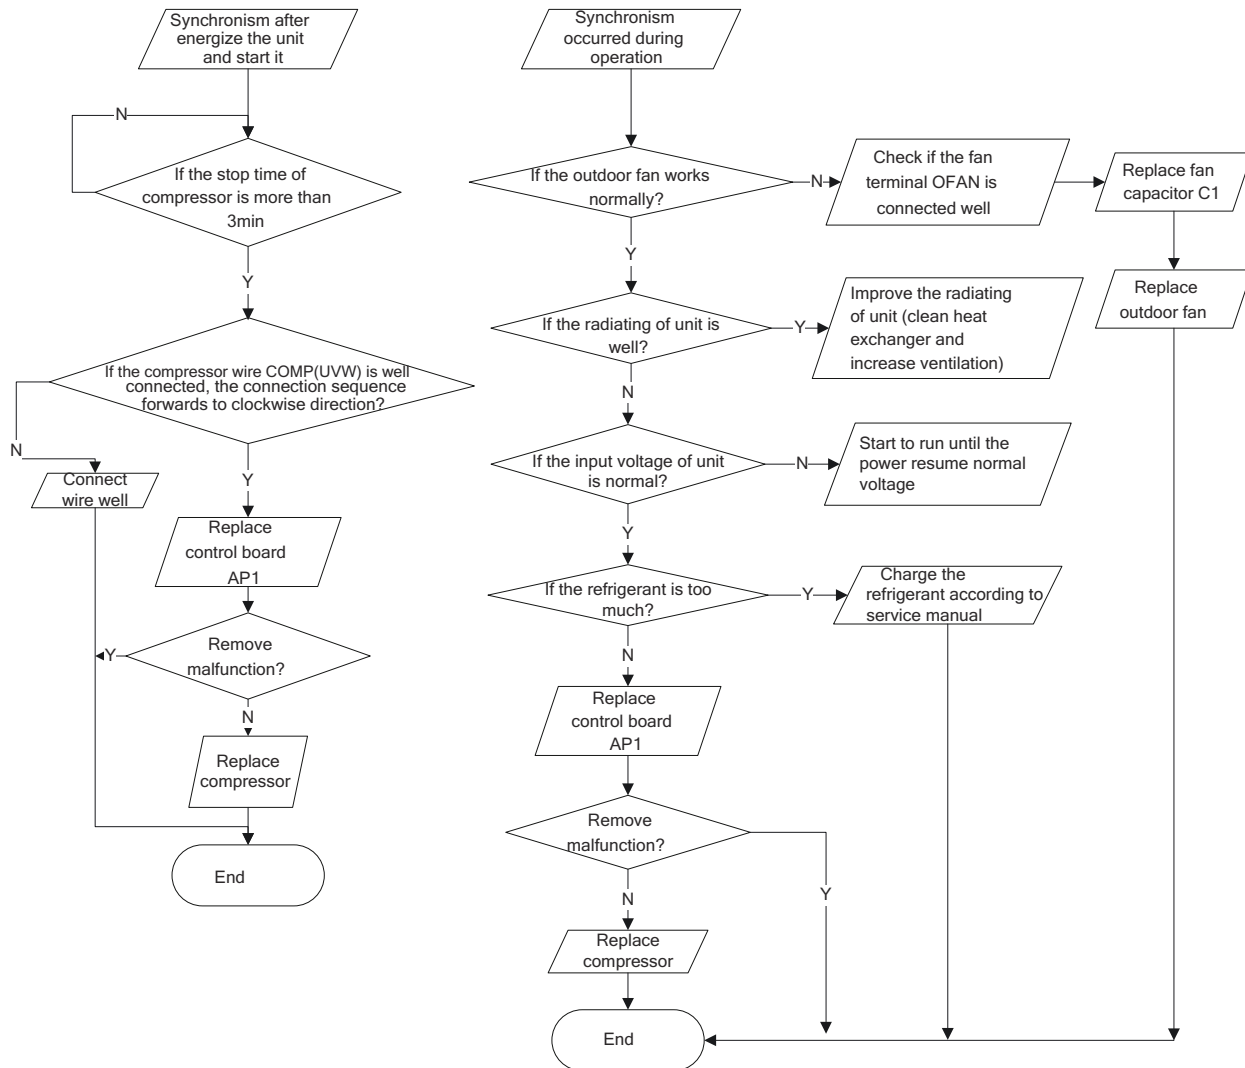 Synchronism after
energize the unit
and start it
N
If the stop time of
compressor is more than
3min
Y
If the compressor wire COMP(UVW) is well
connected, the connection sequence
forwards to clockwise direction?
N
Connect
wire well
Y
Replace
control board
AP1
Remove
malfunction?
Y
N
Replace
compressor
End
Synchronism
occurred during
operation
If the outdoor fan works
normally?
N
Check if the fan
terminal OFAN is
connected well
Replace fan
capacitor C1
Replace
outdoor fan
Y
If the radiating of unit is
well?
Y
Improve the radiating
of unit (clean heat
exchanger and
increase ventilation)
N
If the input voltage of unit
is normal?
N
Start to run until the
power resume normal
voltage
Y
If the refrigerant is too
much?
Y
Charge the
refrigerant according to
service manual
N
Replace
control board
AP1
Remove
malfunction?
Y
N
Replace
compressor
End